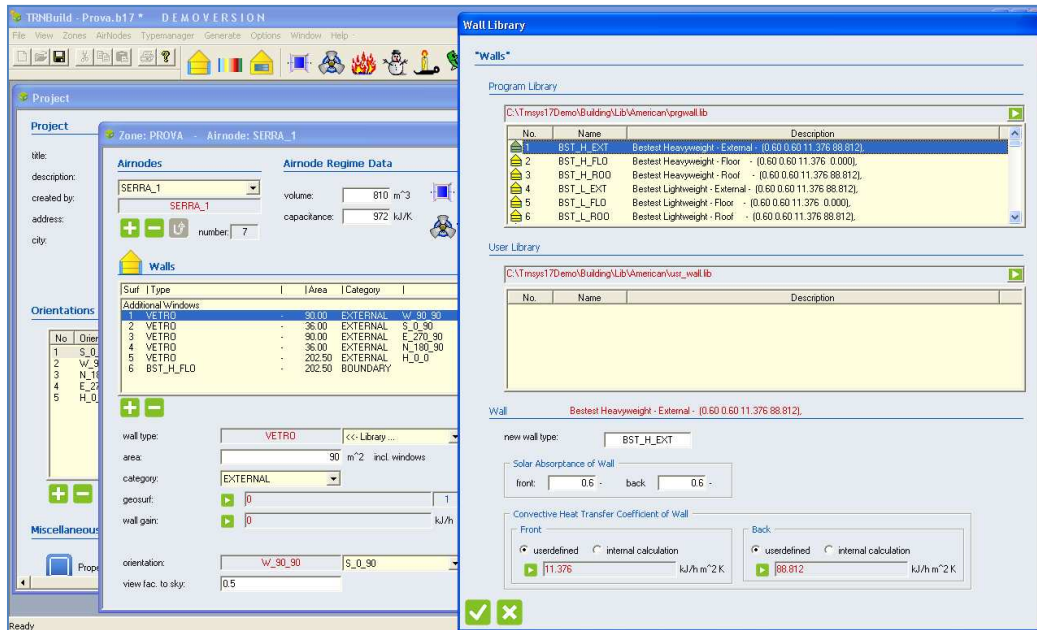 TRNBuild - Prova.b17 * D E M O V E R S I O N
File View Zones AirNodes Typemanager Generate Options Window Help
Project
Project
title:
description:
created by:
address:
city:
Orientations
No Orier
1 S_0_
2 W_9
3 N_18
4 E_27
5 H_0_
Miscellaneous
Prope
Ready
Zone: PROVA - Airnode: SERRA_1
Airnodes
SERRA_1
SERRA_1
number: 7
Airnode Regime Data
volume: 810 m^3
capacitance: 972 kJ/K
Walls
Surf |Type | |Area |Category |
Additional Windows
1 VETRO - 90.00 EXTERNAL W_90_90
2 VETRO - 36.00 EXTERNAL S_0_90
3 VETRO - 90.00 EXTERNAL E_270_90
4 VETRO - 36.00 EXTERNAL N_180_90
5 VETRO - 202.50 EXTERNAL H_0_0
6 BST_H_FLO - 202.50 BOUNDARY
wall type: VETRO <<- Library ...
area: 90 m^2 incl. windows
category: EXTERNAL
geosurf: 0 1
wall gain: 0 kJ/h
orientation: W_90_90 S_0_90
view fac. to sky: 0.5
Wall Library
"Walls"
Program Library
C:\Trnsys17Demo\Building\Lib\American\prgwall.lib
No. Name Description
1 BST_H_EXT Bestest Heavyweight - External - (0.60 0.60 11.376 88.812),
2 BST_H_FLO Bestest Heavyweight - Floor - (0.60 0.60 11.376 0.000),
3 BST_H_ROO Bestest Heavyweight - Roof - (0.60 0.60 11.376 88.812),
4 BST_L_EXT Bestest Lightweight - External - (0.60 0.60 11.376 88.812),
5 BST_L_FLO Bestest Lightweight - Floor - (0.60 0.60 11.376 0.000),
6 BST_L_ROO Bestest Lightweight - Roof - (0.60 0.60 11.376 88.812),
User Library
C:\Trnsys17Demo\Building\Lib\American\usr_wall.lib
No. Name Description
Wall Bestest Heavyweight - External - (0.60 0.60 11.376 88.812),
new wall type: BST_H_EXT
Solar Absorptance of Wall
front: 0.6 - back 0.6 -
Convective Heat Transfer Coefficient of Wall
Front
userdefined internal calculation
11.376 kJ/h m^2 K
Back
userdefined internal calculation
88.812 kJ/h m^2 K